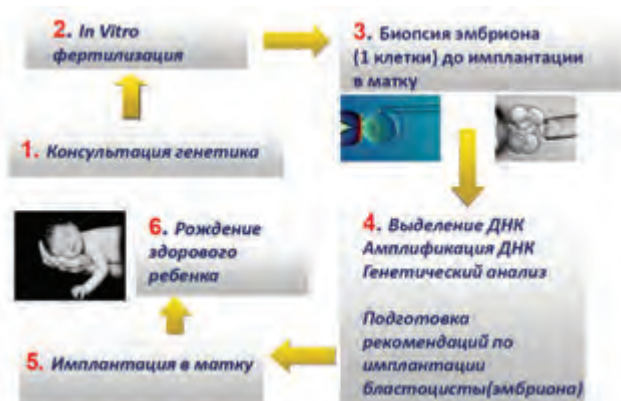 1. Консультация генетика
2. In Vitro
фертилизация
3. Биопсия эмбриона
(1 клетки) до имплантации
в матку
4. Выделение ДНК
Амплификация ДНК
Генетический анализ
Подготовка
рекомендаций по
имплантации
бластоцисты(эмбриона)
5. Имплантация в матку
6. Рождение
здорового
ребенка